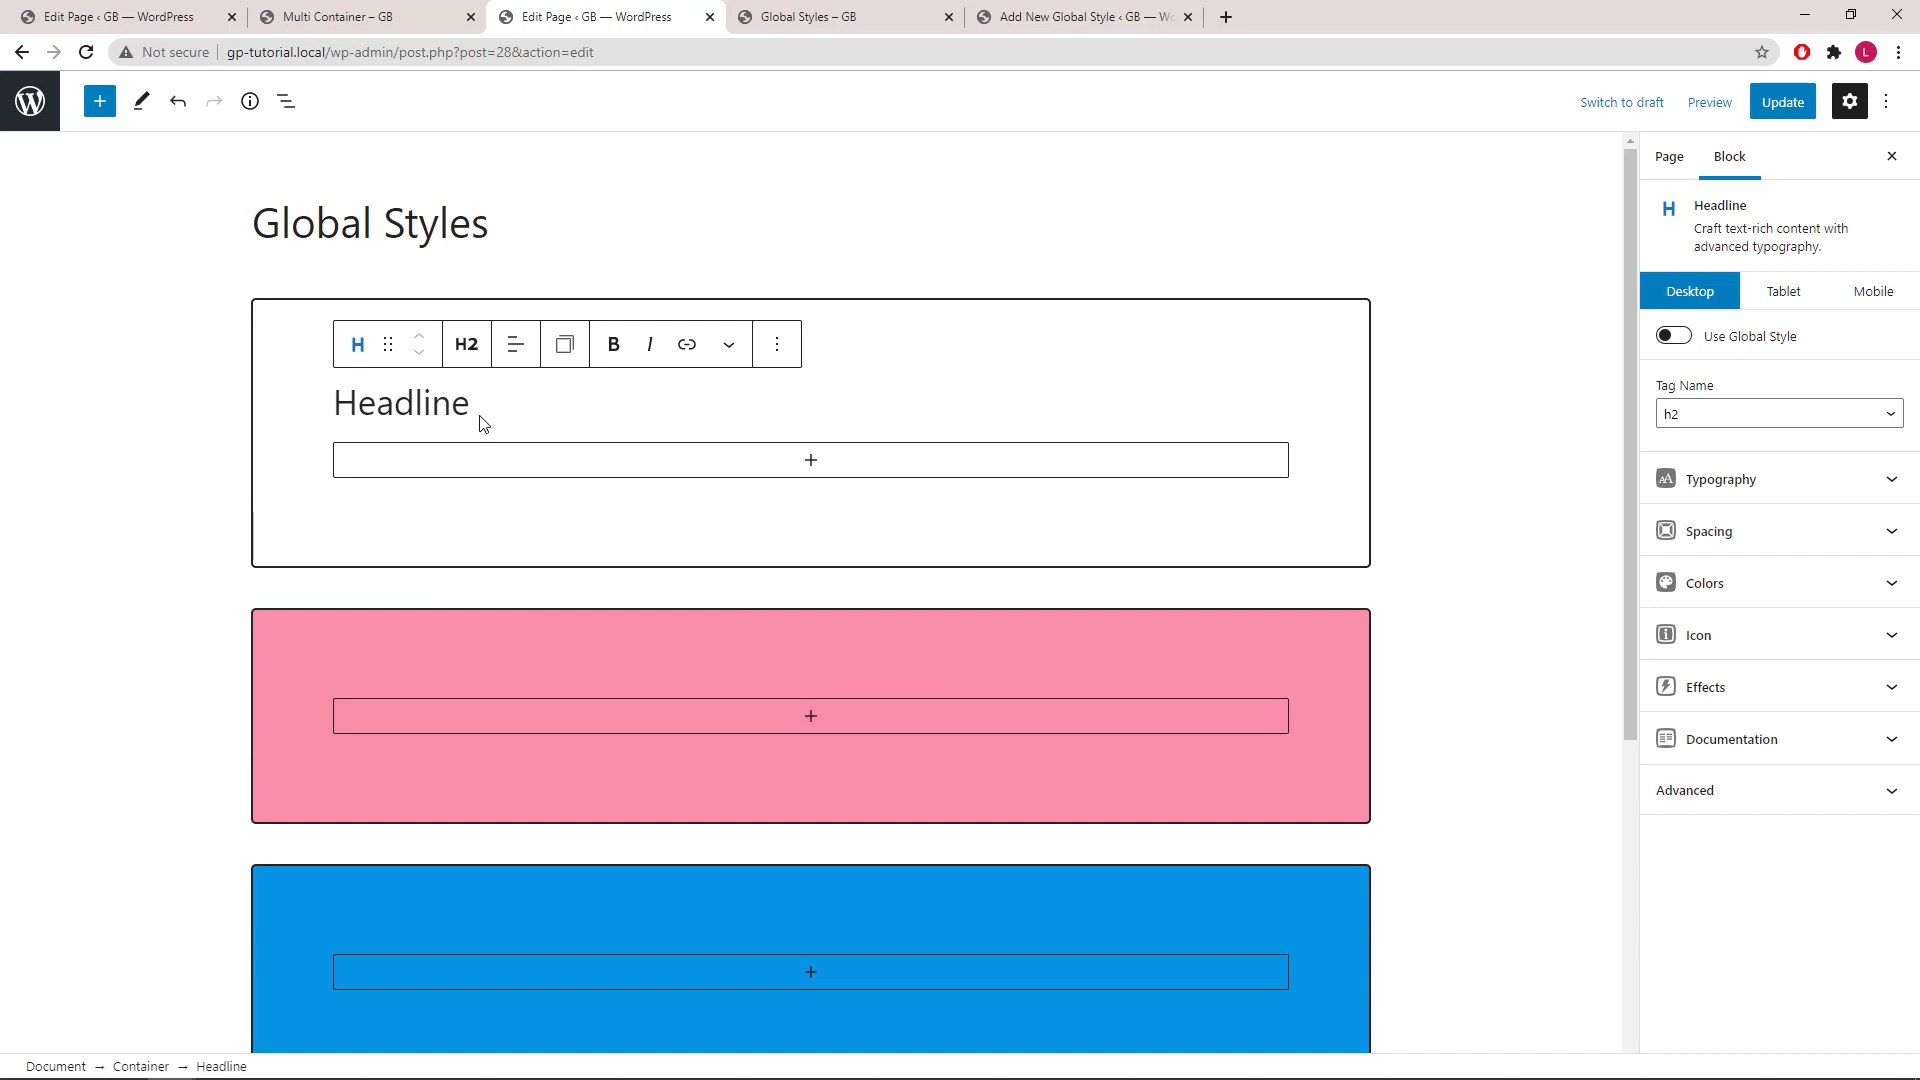 Edit Page ‹ GB — WordPress
Multi Container – GB
Edit Page ‹ GB — WordPress
Global Styles – GB
Add New Global Style ‹ GB — Wo
Not secure
gp-tutorial.local/wp-admin/post.php?post=28&action=edit
L
Switch to draft
Preview
Update
Page
Block
Global Styles
H
Headline
Craft text-rich content with
advanced typography.
Desktop
Tablet
Mobile
Use Global Style
H
H2
B
I
Headline
Tag Name
h2
Typography
Spacing
Colors
Icon
Effects
Documentation
Advanced
Document → Container → Headline